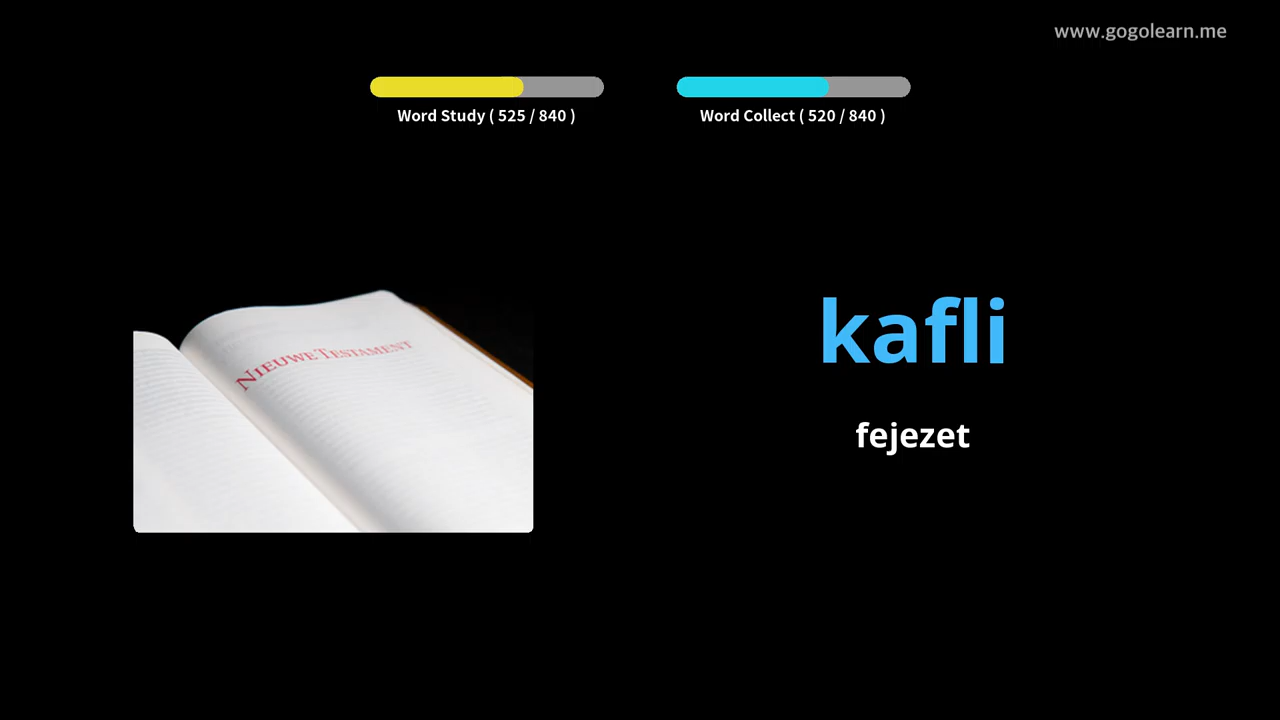 www.gogolearn.me
Word Study ( 525 / 840 )
Word Collect ( 520 / 840 )
NIEUWE TESTAMENT
kafli
fejezet